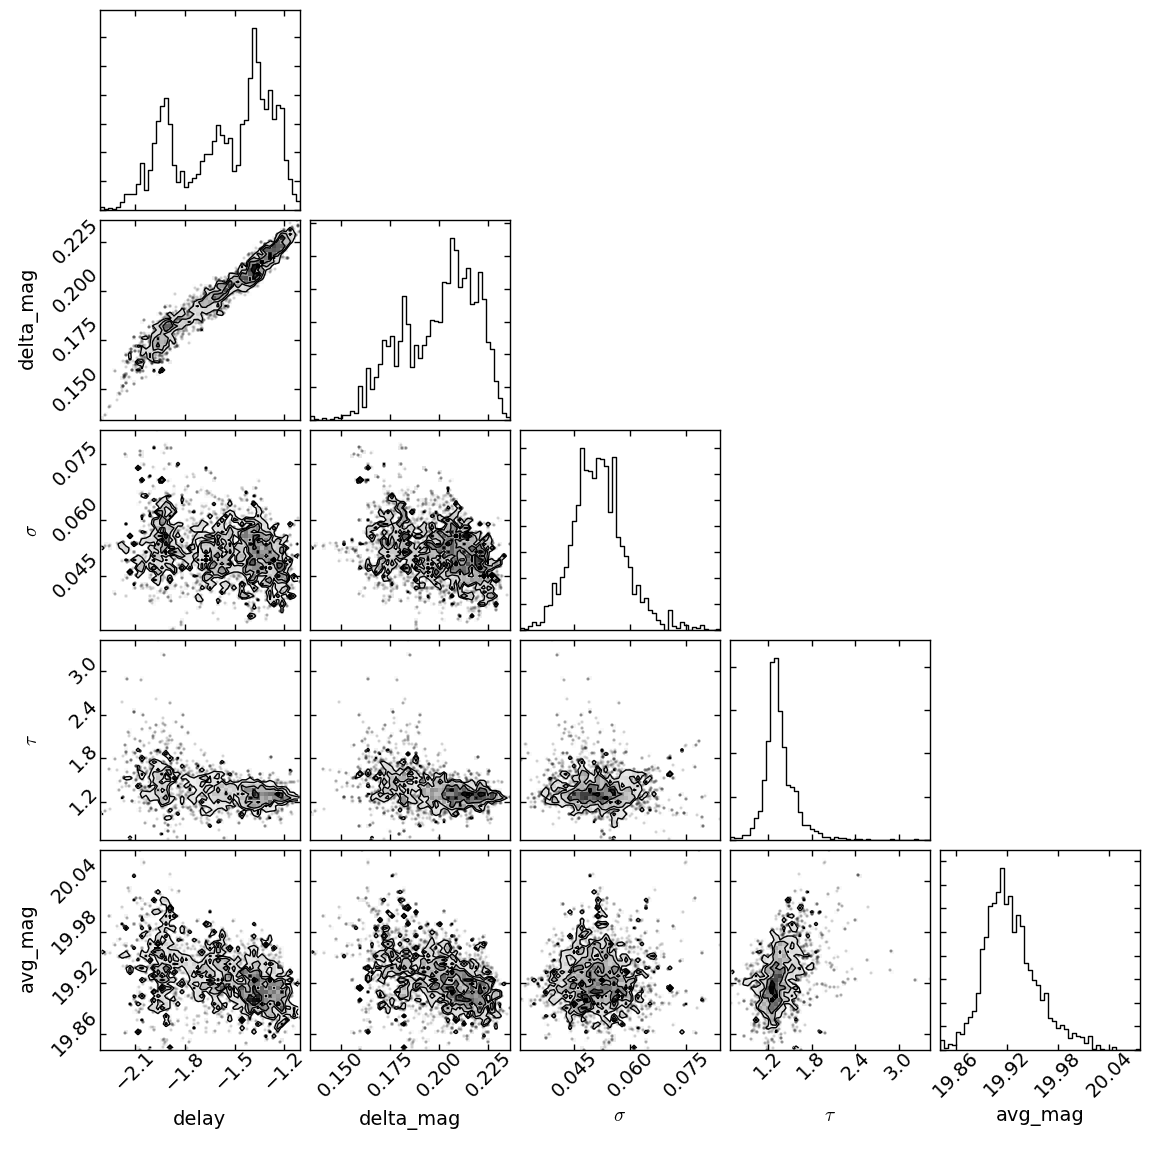 delta_mag
0.225
0.200
0.175
0.150
σ
0.075
0.060
0.045
τ
3.0
2.4
1.8
1.2
avg_mag
20.04
19.98
19.92
19.86
−2.1 −1.8 −1.5 −1.2
0.150 0.175 0.200 0.225
0.045 0.060 0.075
1.2 1.8 2.4 3.0
19.86 19.92 19.98 20.04
delay delta_mag σ τ avg_mag